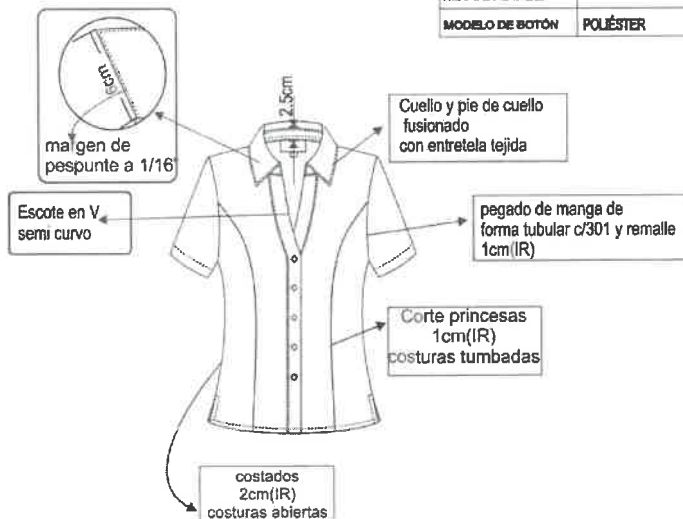 MODELO DE BOTÓN POLIÉSTER
6cm
margen de
pespunte a 1/16"
2.5cm
Cuello y pie de cuello
fusionado
con entretela tejida
Escote en V
semi curvo
pegado de manga de
forma tubular c/301 y remalle
1cm(IR)
Corte princesas
1cm(IR)
costuras tumbadas
costados
2cm(IR)
costuras abiertas